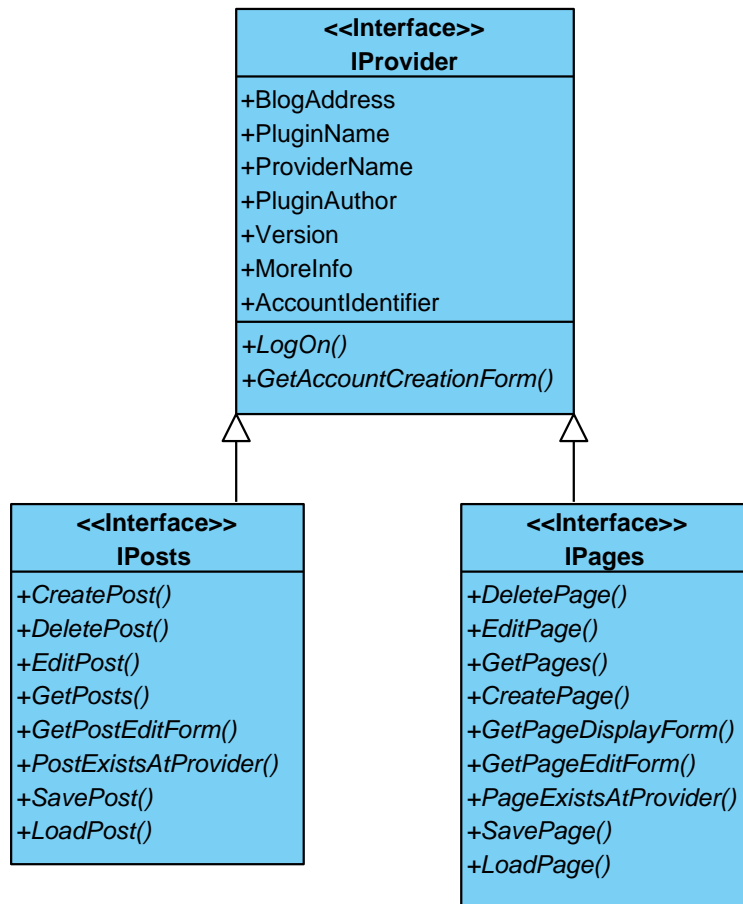 <<Interface>>
IProvider
+BlogAddress
+PluginName
+ProviderName
+PluginAuthor
+Version
+MoreInfo
+AccountIdentifier
+LogOn()
+GetAccountCreationForm()
<<Interface>>
IPosts
+CreatePost()
+DeletePost()
+EditPost()
+GetPosts()
+GetPostEditForm()
+PostExistsAtProvider()
+SavePost()
+LoadPost()
<<Interface>>
IPages
+DeletePage()
+EditPage()
+GetPages()
+CreatePage()
+GetPageDisplayForm()
+GetPageEditForm()
+PageExistsAtProvider()
+SavePage()
+LoadPage()